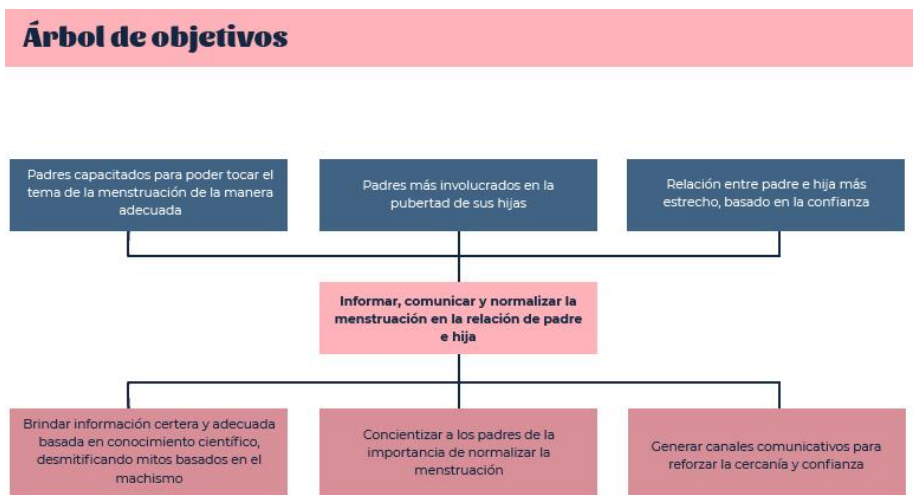 Árbol de objetivos
Padres capacitados para poder tocar el
tema de la menstruación de la manera
adecuada
Padres más involucrados en la
pubertad de sus hijas
Relación entre padre e hija más
estrecho, basado en la confianza
Informar, comunicar y normalizar la
menstruación en la relación de padre
e hija
Brindar información certera y adecuada
basada en conocimiento científico,
desmitificando mitos basados en el
machismo
Concientizar a los padres de la
importancia de normalizar la
menstruación
Generar canales comunicativos para
reforzar la cercanía y confianza